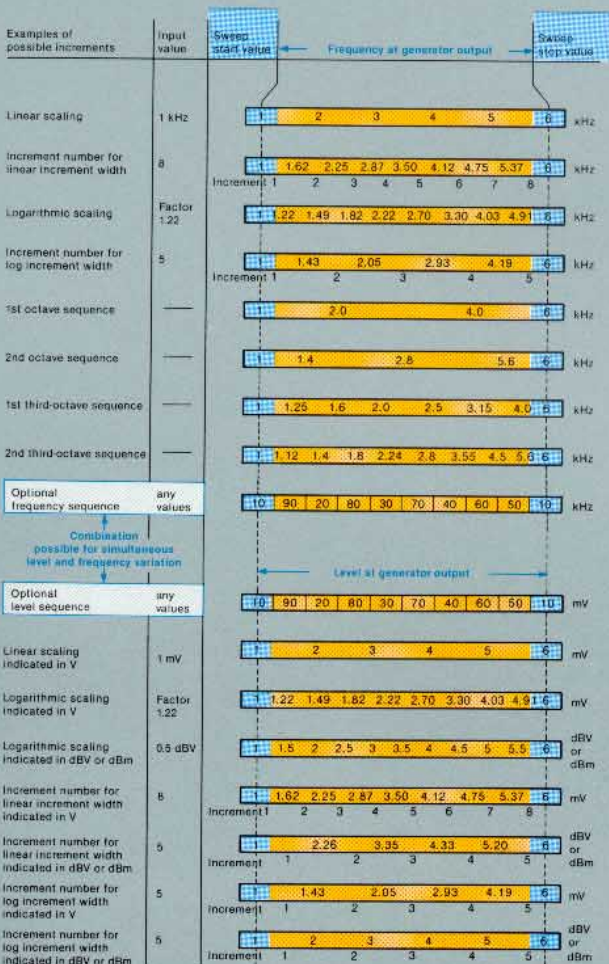 Examples of possible increments
Input value
Sweep start value
Frequency at generator output
Sweep stop value
Linear scaling 1 kHz 1 2 3 4 5 6 kHz
Increment number for linear increment width 8 1 1.62 2.25 2.87 3.50 4.12 4.75 5.37 6 kHz
Increment 1 2 3 4 5 6 7 8
Logarithmic scaling Factor 1.22 1 1.22 1.49 1.82 2.22 2.70 3.30 4.03 4.91 6 kHz
Increment number for log increment width 5 1 1.43 2.05 2.93 4.19 6 kHz
Increment 1 2 3 4 5
1st octave sequence — 1 2.0 4.0 6 kHz
2nd octave sequence — 1 1.4 2.8 5.6 6 kHz
1st third-octave sequence — 1 1.25 1.6 2.0 2.5 3.15 4.0 6 kHz
2nd third-octave sequence — 1 1.12 1.4 1.8 2.24 2.8 3.55 4.5 5.6 6 kHz
Optional frequency sequence any values 10 90 20 80 30 70 40 60 50 10 kHz
Combination
possible for simultaneous
level and frequency variation
Level at generator output
Optional level sequence any values 10 90 20 80 30 70 40 60 50 10 mV
Linear scaling indicated in V 1 mV 1 2 3 4 5 6 mV
Logarithmic scaling indicated in V Factor 1.22 1 1.22 1.49 1.82 2.22 2.70 3.30 4.03 4.91 6 mV
Logarithmic scaling indicated in dBV or dBm 0.5 dBV 1 1.5 2 2.5 3 3.5 4 4.5 5 5.5 6 dBV or dBm
Increment number for linear increment width indicated in V 8 1 1.62 2.25 2.87 3.50 4.12 4.75 5.37 6 mV
Increment 1 2 3 4 5 6 7 8
Increment number for linear increment width indicated in dBV or dBm 5 1 2.26 3.35 4.33 5.20 6 dBV or dBm
Increment 1 2 3 4 5
Increment number for log increment width indicated in V 5 1 1.43 2.05 2.93 4.19 6 mV
Increment 1 2 3 4 5
Increment number for log increment width indicated in dBV or dBm 5 1 2 3 4 5 6 dBV or dBm
Increment 1 2 3 4 5